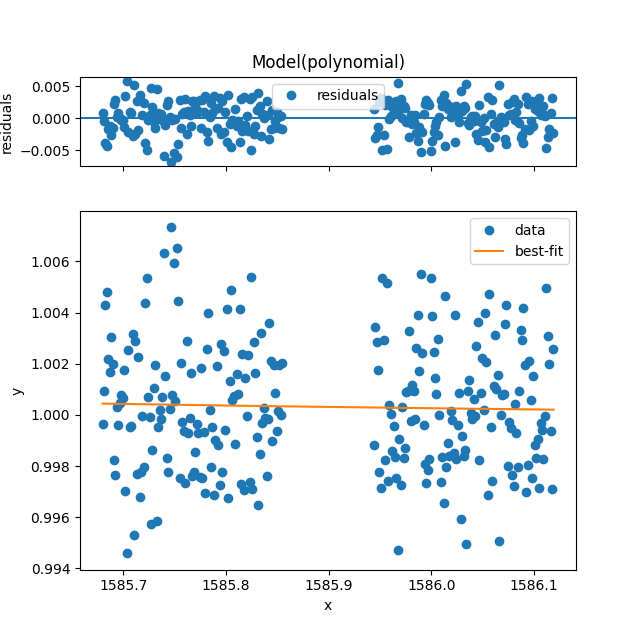 Model(polynomial)
0.005
0.000
−0.005
residuals
residuals
data
best-fit
1.006
1.004
1.002
1.000
0.998
0.996
0.994
y
1585.7 1585.8 1585.9 1586.0 1586.1
x